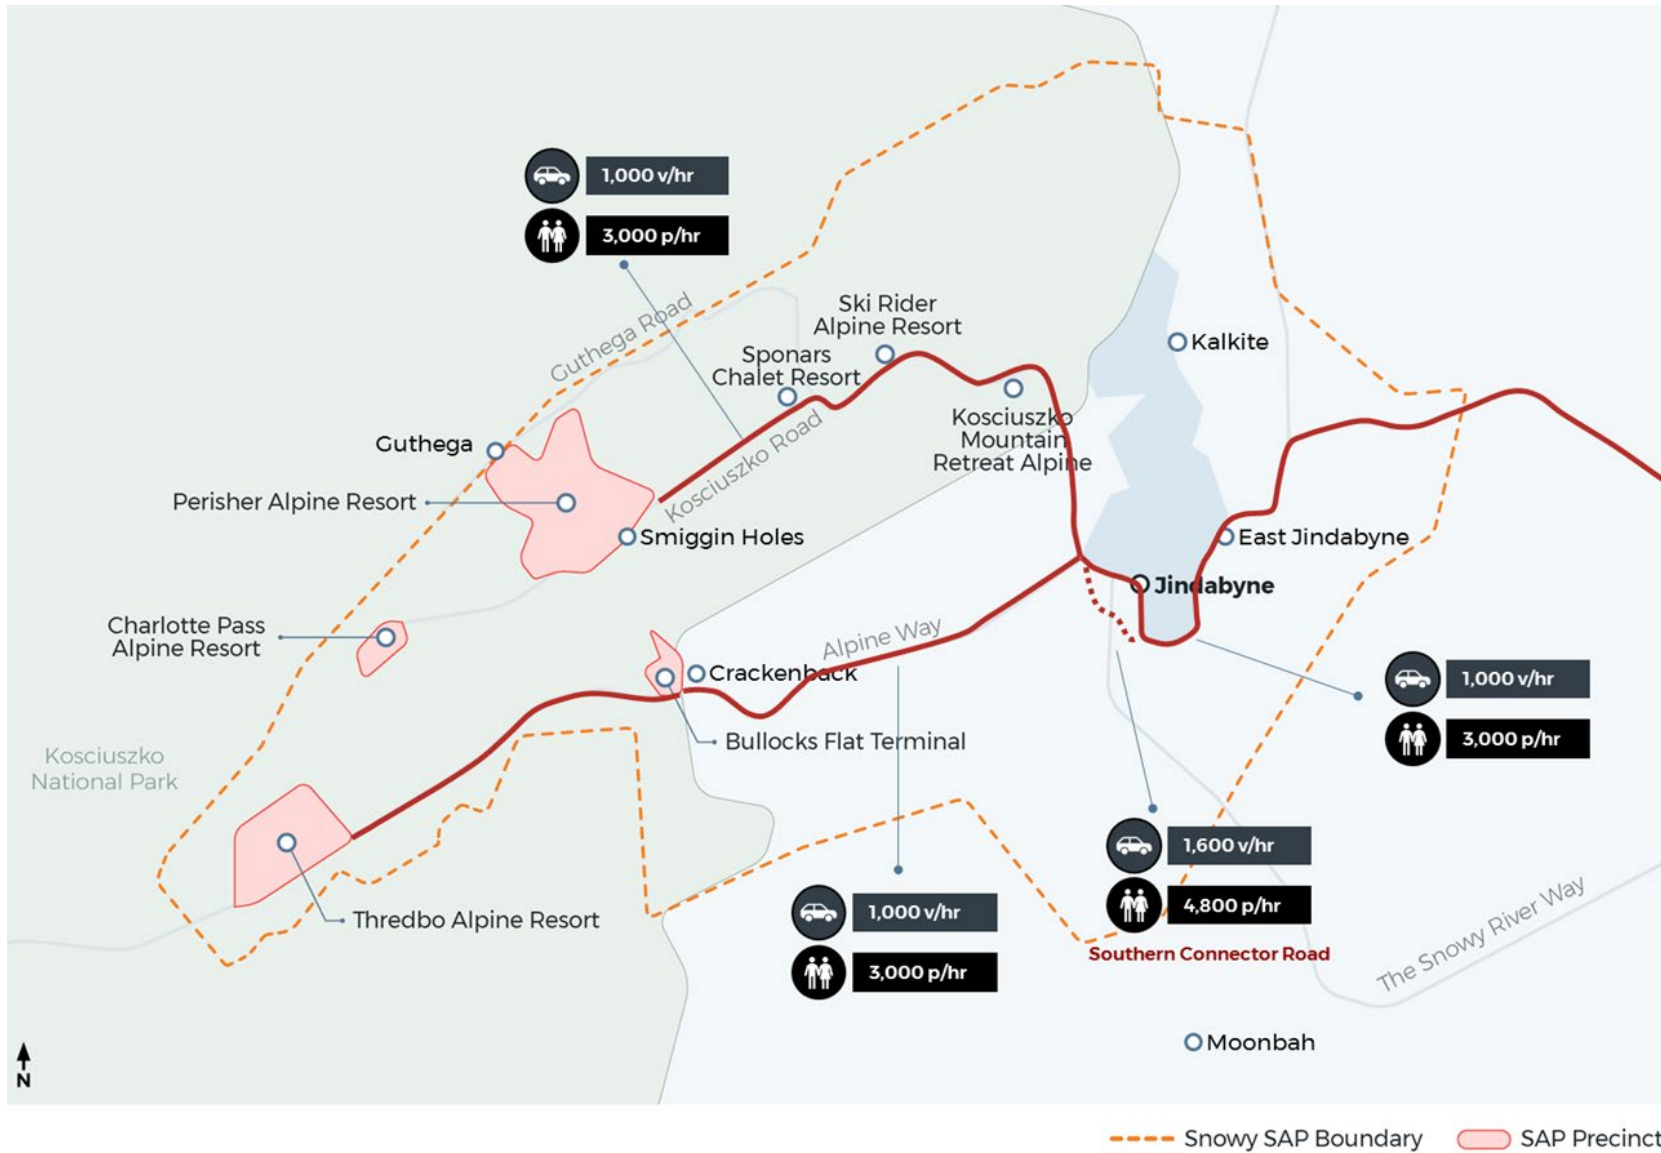 1,000 v/hr
3,000 p/hr
Guthega Road
Ski Rider
Alpine Resort
Sponars
Chalet Resort
Kalkite
Kosciuszko
Mountain
Retreat Alpine
Kosciuszko Road
Guthega
Perisher Alpine Resort
Smiggin Holes
East Jindabyne
Jindabyne
Charlotte Pass
Alpine Resort
Alpine Way
Crackenback
1,000 v/hr
3,000 p/hr
Bullocks Flat Terminal
Kosciuszko
National Park
1,600 v/hr
4,800 p/hr
Southern Connector Road
1,000 v/hr
3,000 p/hr
Thredbo Alpine Resort
The Snowy River Way
Moonbah
N
Snowy SAP Boundary
SAP Precinct